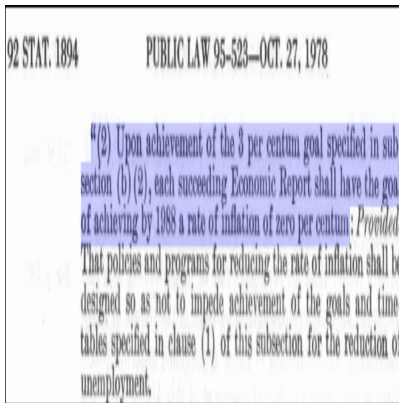 92 STAT. 1894 PUBLIC LAW 95-523—OCT. 27, 1978
"(2) Upon achievement of the 3 per centum goal specified in sub
section (b)(2), each succeeding Economic Report shall have the goal
of achieving by 1988 a rate of inflation of zero per centum: Provided
That policies and programs for reducing the rate of inflation shall be
designed so as not to impede achievement of the goals and time
tables specified in clause (1) of this subsection for the reduction of
unemployment.